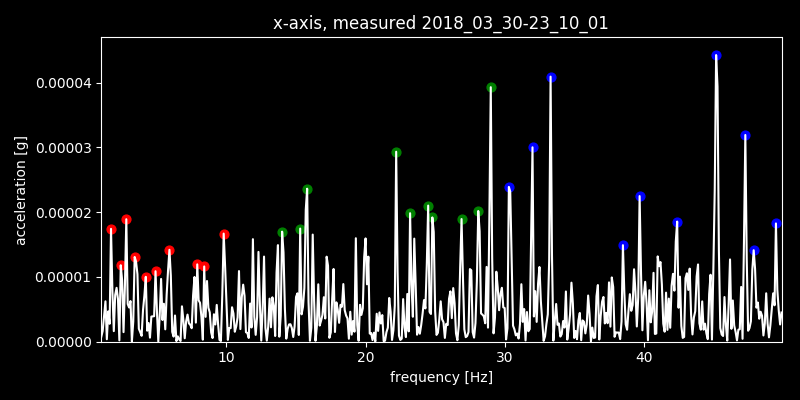 x-axis, measured 2018_03_30-23_10_01
acceleration [g]
0.00004
0.00003
0.00002
0.00001
0.00000
10 20 30 40
frequency [Hz]